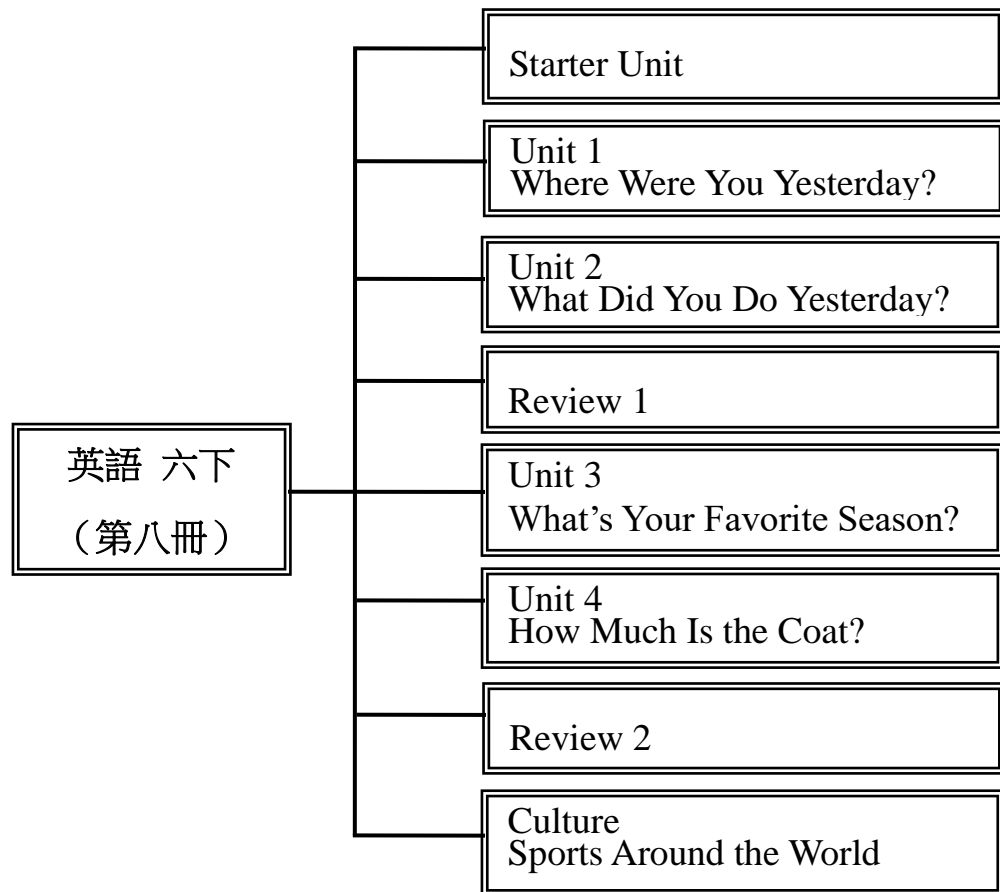 Starter Unit
Unit 1
Where Were You Yesterday?
Unit 2
What Did You Do Yesterday?
Review 1
英語 六下
（第八冊）
Unit 3
What’s Your Favorite Season?
Unit 4
How Much Is the Coat?
Review 2
Culture
Sports Around the World